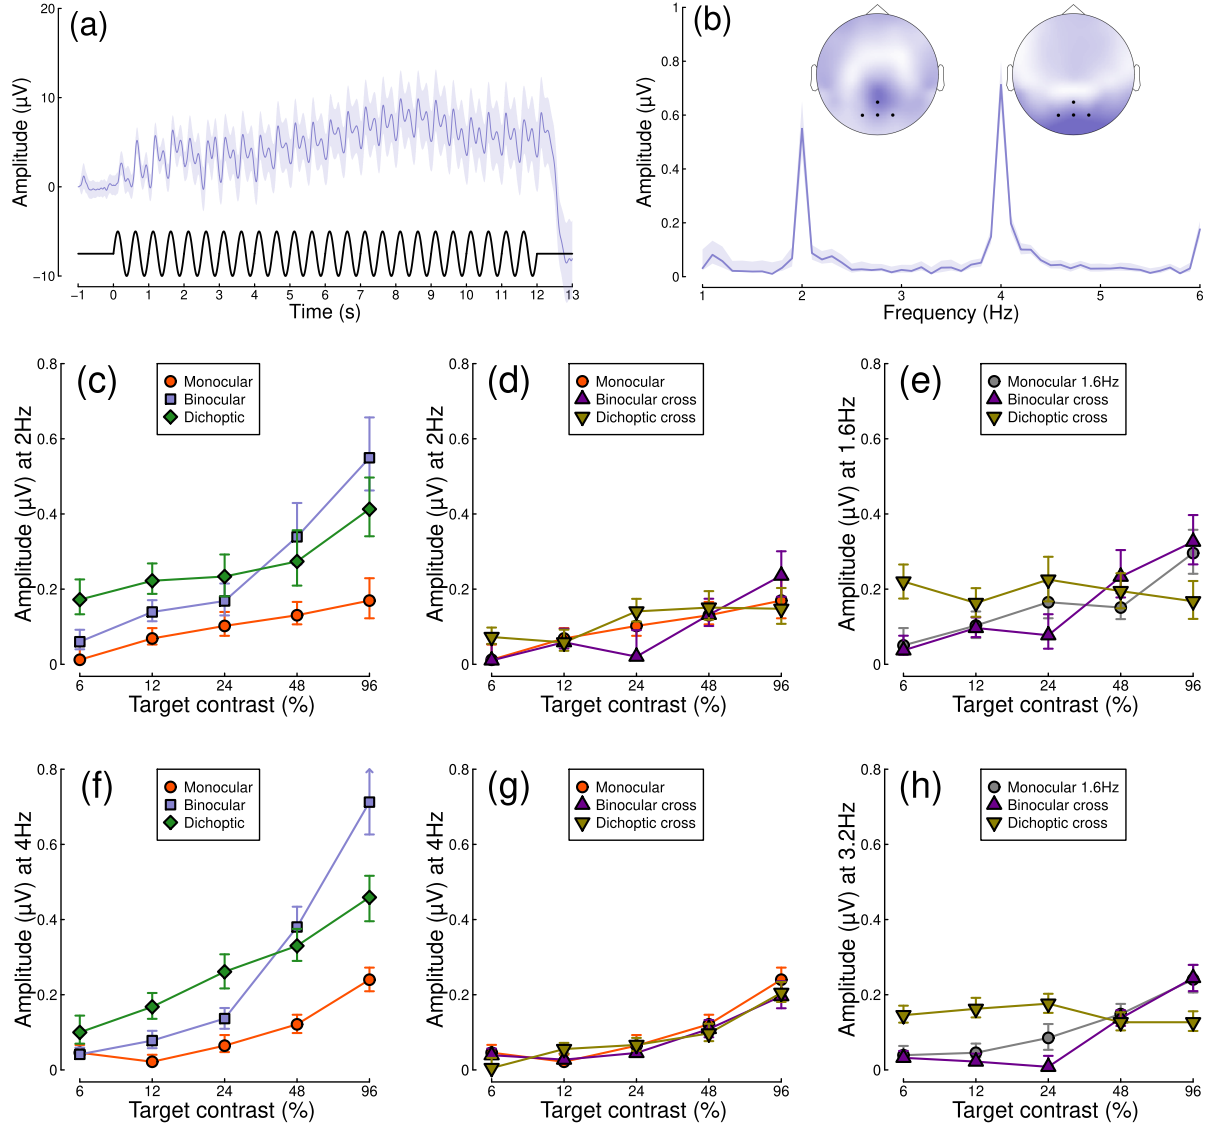 (a)
Amplitude (µV)
20
10
0
−10
−1 0 1 2 3 4 5 6 7 8 9 10 11 12 13
Time (s)
(b)
Amplitude (µV)
1
0.8
0.6
0.4
0.2
0
1 2 3 4 5 6
Frequency (Hz)
(c)
Monocular
Binocular
Dichoptic
Amplitude (µV) at 2Hz
0.8
0.6
0.4
0.2
0
6 12 24 48 96
Target contrast (%)
(d)
Monocular
Binocular cross
Dichoptic cross
Amplitude (µV) at 2Hz
0.8
0.6
0.4
0.2
0
6 12 24 48 96
Target contrast (%)
(e)
Monocular 1.6Hz
Binocular cross
Dichoptic cross
Amplitude (µV) at 1.6Hz
0.8
0.6
0.4
0.2
0
6 12 24 48 96
Target contrast (%)
(f)
Monocular
Binocular
Dichoptic
Amplitude (µV) at 4Hz
0.8
0.6
0.4
0.2
0
6 12 24 48 96
Target contrast (%)
(g)
Monocular
Binocular cross
Dichoptic cross
Amplitude (µV) at 4Hz
0.8
0.6
0.4
0.2
0
6 12 24 48 96
Target contrast (%)
(h)
Monocular 1.6Hz
Binocular cross
Dichoptic cross
Amplitude (µV) at 3.2Hz
0.8
0.6
0.4
0.2
0
6 12 24 48 96
Target contrast (%)